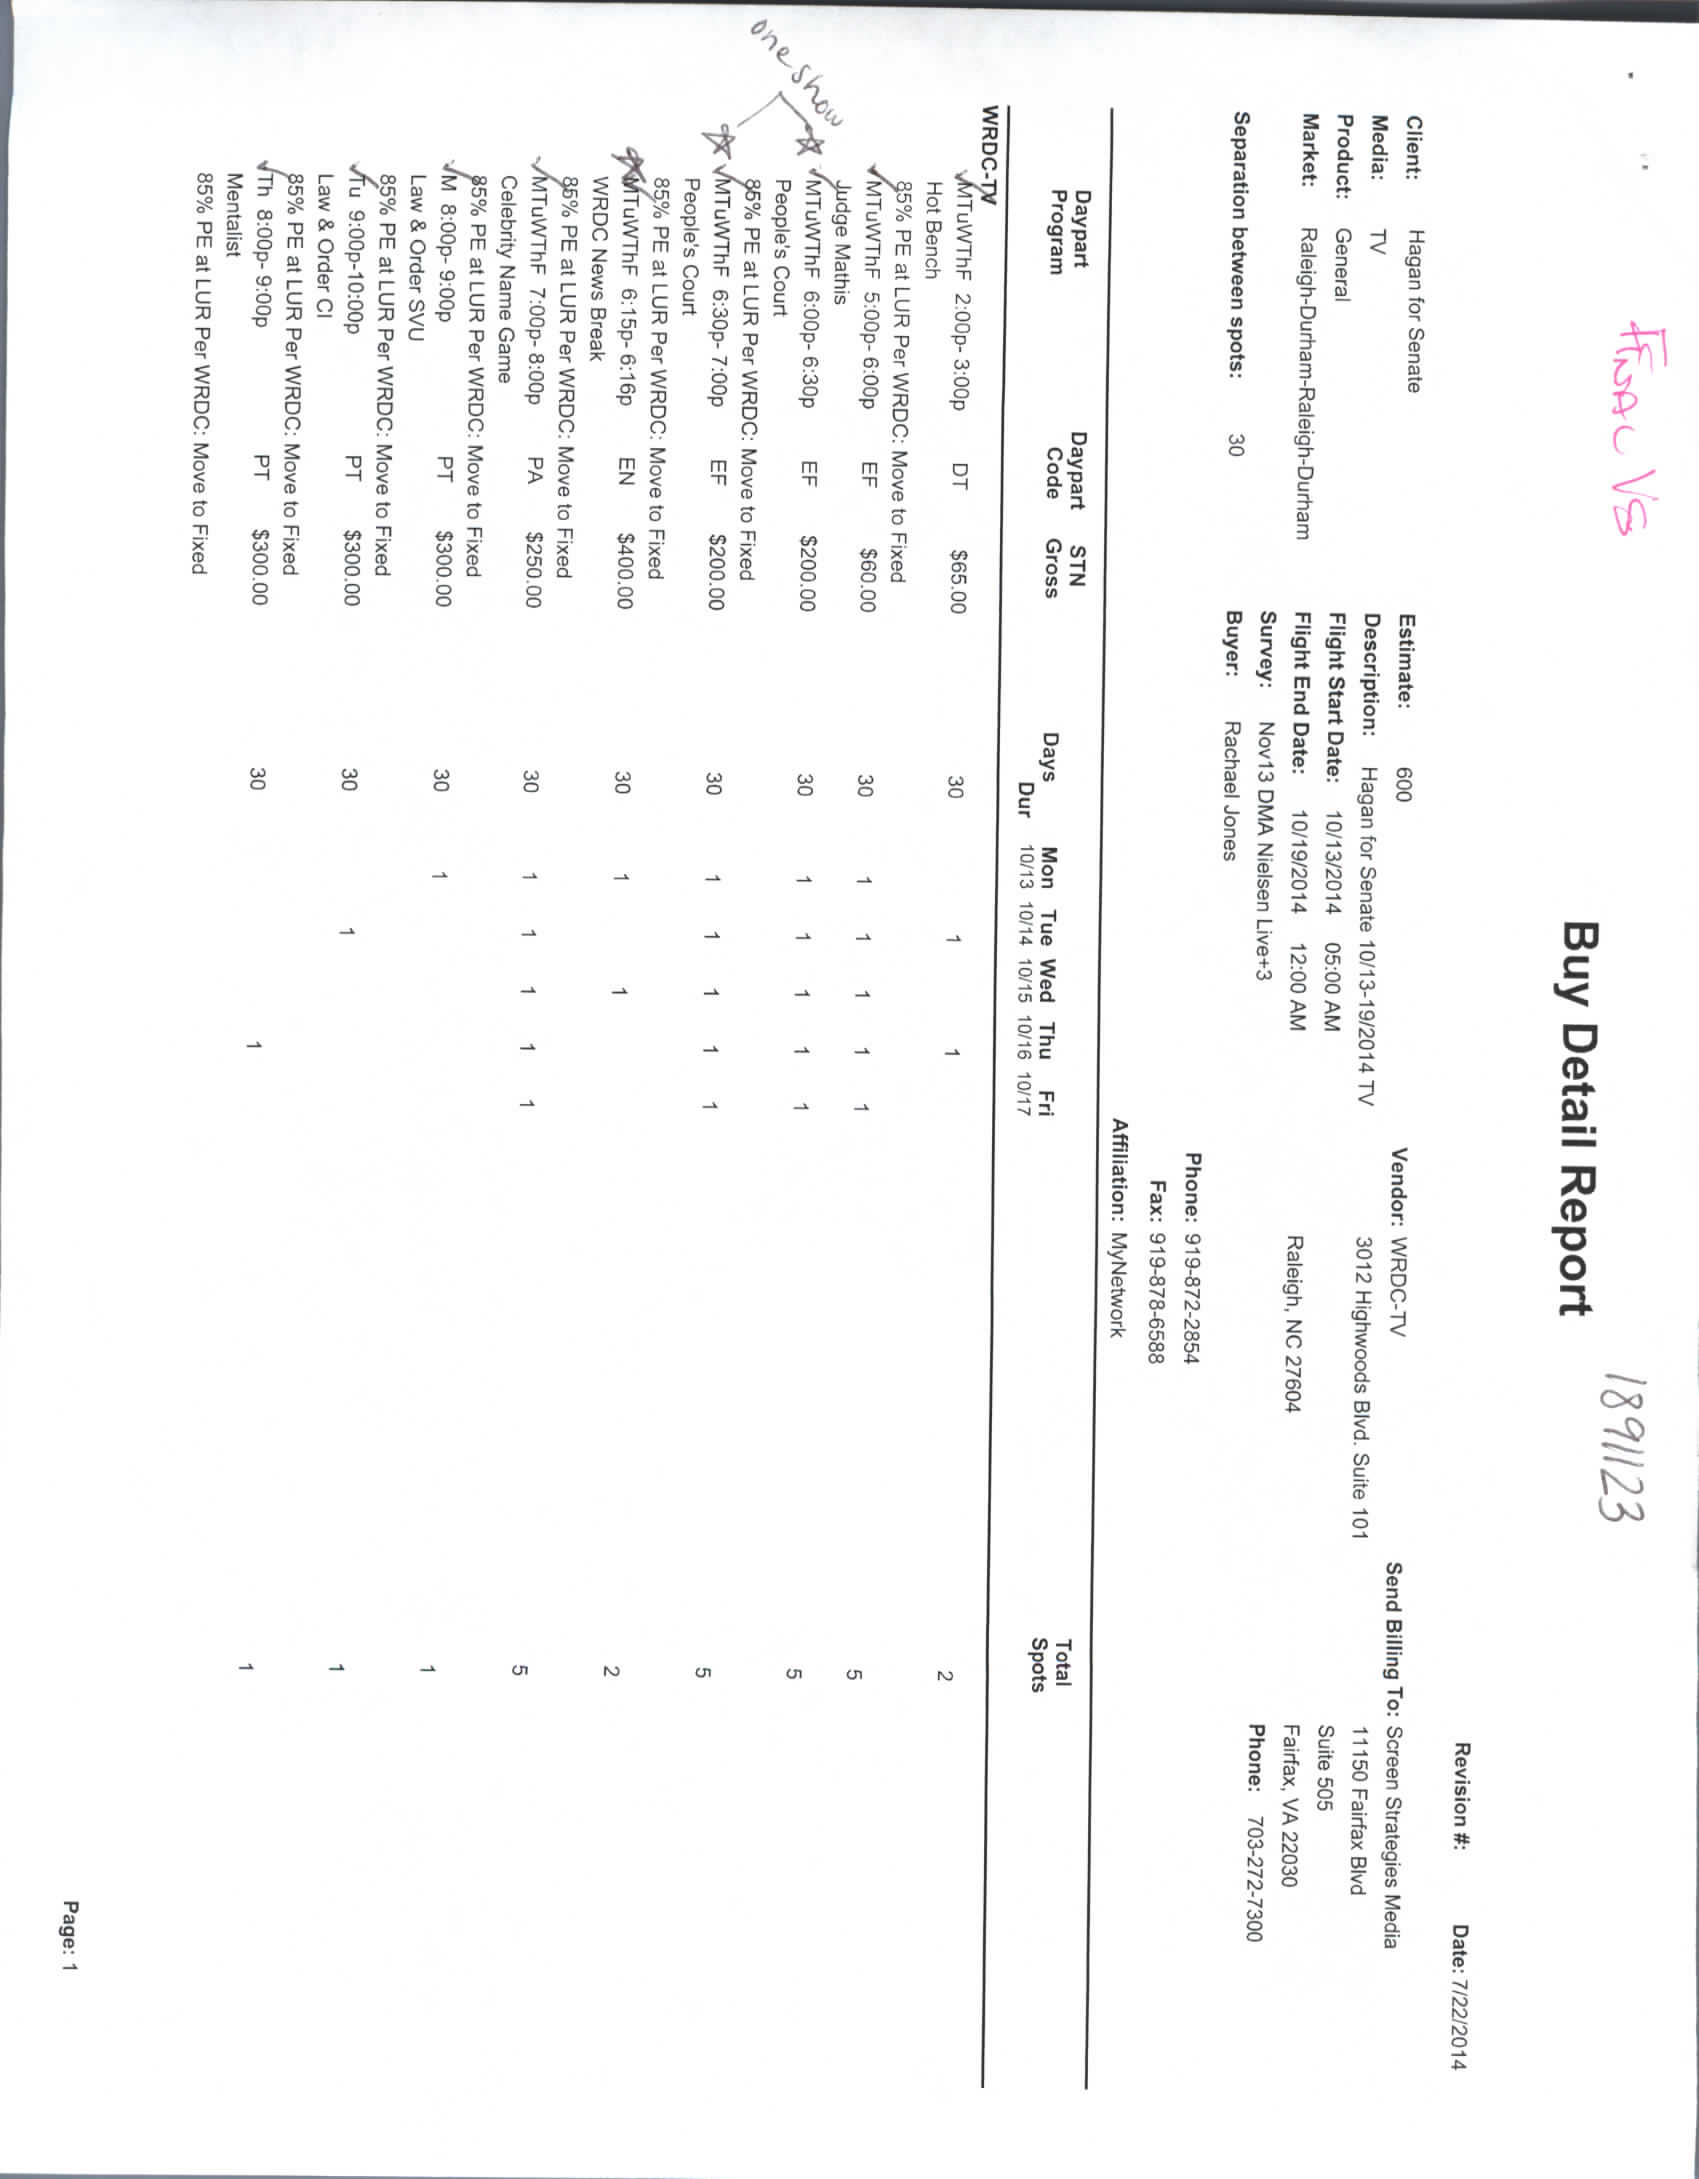 FINAL V8
18911123
Buy Detail Report
Revision #: Date: 7/22/2014
Client: Hagan for Senate Estimate: 600 Vendor: WRDC-TV Send Billing To: Screen Strategies Media
Media: TV Description: Hagan for Senate 10/13-19/2014 TV 3012 Highwoods Blvd. Suite 101 11150 Fairfax Blvd
Product: General Flight Start Date: 10/13/2014 05:00 AM Suite 505
Market: Raleigh-Durham-Raleigh-Durham Flight End Date: 10/19/2014 12:00 AM Raleigh, NC 27604 Fairfax, VA 22030
Survey: Nov13 DMA Nielsen Live+3 Phone: 703-272-7300
Separation between spots: 30 Buyer: Rachael Jones
Phone: 919-872-2854
Fax: 919-878-6588
Affiliation: MyNetwork
Daypart Daypart STN Days Mon Tue Wed Thu Fri Total
Program Code Gross Dur 10/13 10/14 10/15 10/16 10/17 Spots
WRDC-TV
MTuWThF 2:00p- 3:00p DT $65.00 30 1 1 2
Hot Bench
85% PE at LUR Per WRDC: Move to Fixed
MTuWThF 5:00p- 6:00p EF $60.00 30 1 1 1 1 1 5
Judge Mathis
one show
MTuWThF 6:00p- 6:30p EF $200.00 30 1 1 1 1 1 5
People's Court
85% PE at LUR Per WRDC: Move to Fixed
MTuWThF 6:30p- 7:00p EF $200.00 30 1 1 1 1 1 5
People's Court
85% PE at LUR Per WRDC: Move to Fixed
MTuWThF 6:15p- 6:16p EN $400.00 30 1 1 2
WRDC News Break
85% PE at LUR Per WRDC: Move to Fixed
MTuWThF 7:00p- 8:00p PA $250.00 30 1 1 1 1 1 5
Celebrity Name Game
85% PE at LUR Per WRDC: Move to Fixed
M 8:00p- 9:00p PT $300.00 30 1 1
Law & Order SVU
85% PE at LUR Per WRDC: Move to Fixed
Tu 9:00p-10:00p PT $300.00 30 1 1
Law & Order CI
85% PE at LUR Per WRDC: Move to Fixed
Th 8:00p- 9:00p PT $300.00 30 1 1
Mentalist
85% PE at LUR Per WRDC: Move to Fixed
Page: 1